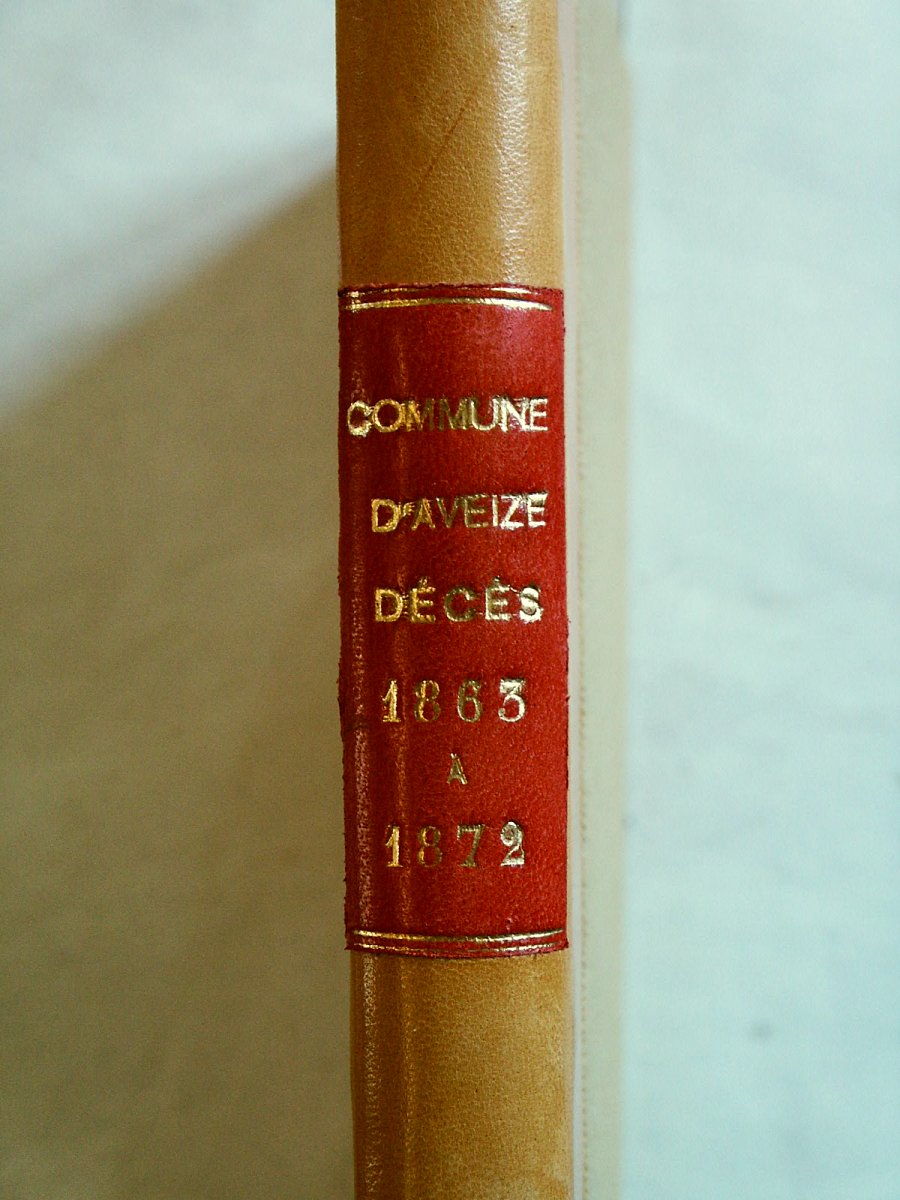 COMMUNE
D'AVEIZE
DÉCÈS
1863
À
1872